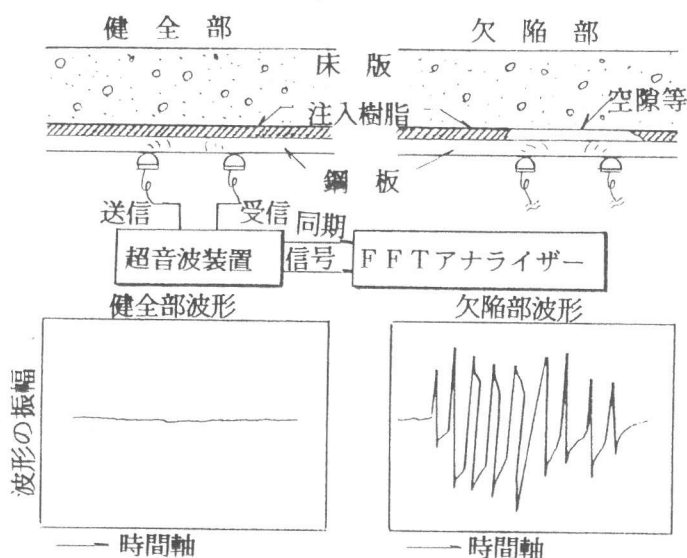 健全部
欠陥部
床版
注入樹脂
空隙等
鋼板
送信
受信
同期
信号
超音波装置
FFTアナライザー
健全部波形
欠陥部波形
波形の振幅
時間軸
時間軸